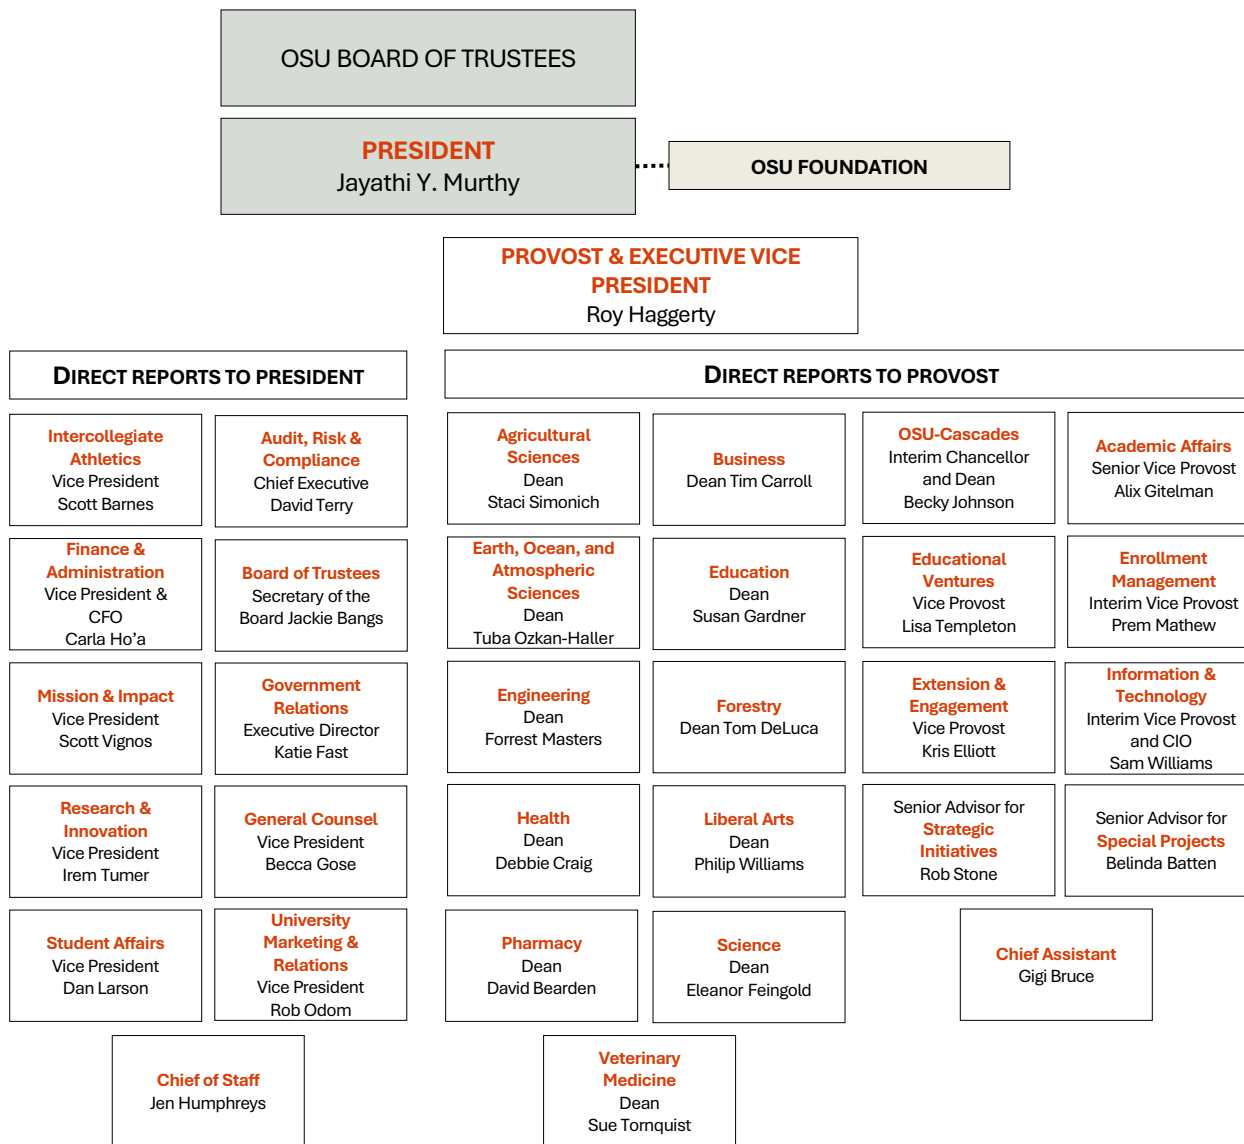 OSU BOARD OF TRUSTEES
PRESIDENT
Jayathi Y. Murthy
OSU FOUNDATION
PROVOST & EXECUTIVE VICE
PRESIDENT
Roy Haggerty
DIRECT REPORTS TO PRESIDENT
Intercollegiate
Athletics
Vice President
Scott Barnes
Audit, Risk &
Compliance
Chief Executive
David Terry
Finance &
Administration
Vice President &
CFO
Carla Ho’a
Board of Trustees
Secretary of the
Board Jackie Bangs
Mission & Impact
Vice President
Scott Vignos
Government
Relations
Executive Director
Katie Fast
Research &
Innovation
Vice President
Irem Tumer
General Counsel
Vice President
Becca Gose
Student Affairs
Vice President
Dan Larson
University
Marketing &
Relations
Vice President
Rob Odom
Chief of Staff
Jen Humphreys
DIRECT REPORTS TO PROVOST
Agricultural
Sciences
Dean
Staci Simonich
Business
Dean Tim Carroll
OSU-Cascades
Interim Chancellor
and Dean
Becky Johnson
Academic Affairs
Senior Vice Provost
Alix Gitelman
Earth, Ocean, and
Atmospheric
Sciences
Dean
Tuba Ozkan-Haller
Education
Dean
Susan Gardner
Educational
Ventures
Vice Provost
Lisa Templeton
Enrollment
Management
Interim Vice Provost
Prem Mathew
Engineering
Dean
Forrest Masters
Forestry
Dean Tom DeLuca
Extension &
Engagement
Vice Provost
Kris Elliott
Information &
Technology
Interim Vice Provost
and CIO
Sam Williams
Health
Dean
Debbie Craig
Liberal Arts
Dean
Philip Williams
Senior Advisor for
Strategic
Initiatives
Rob Stone
Senior Advisor for
Special Projects
Belinda Batten
Pharmacy
Dean
David Bearden
Science
Dean
Eleanor Feingold
Chief Assistant
Gigi Bruce
Veterinary
Medicine
Dean
Sue Tornquist